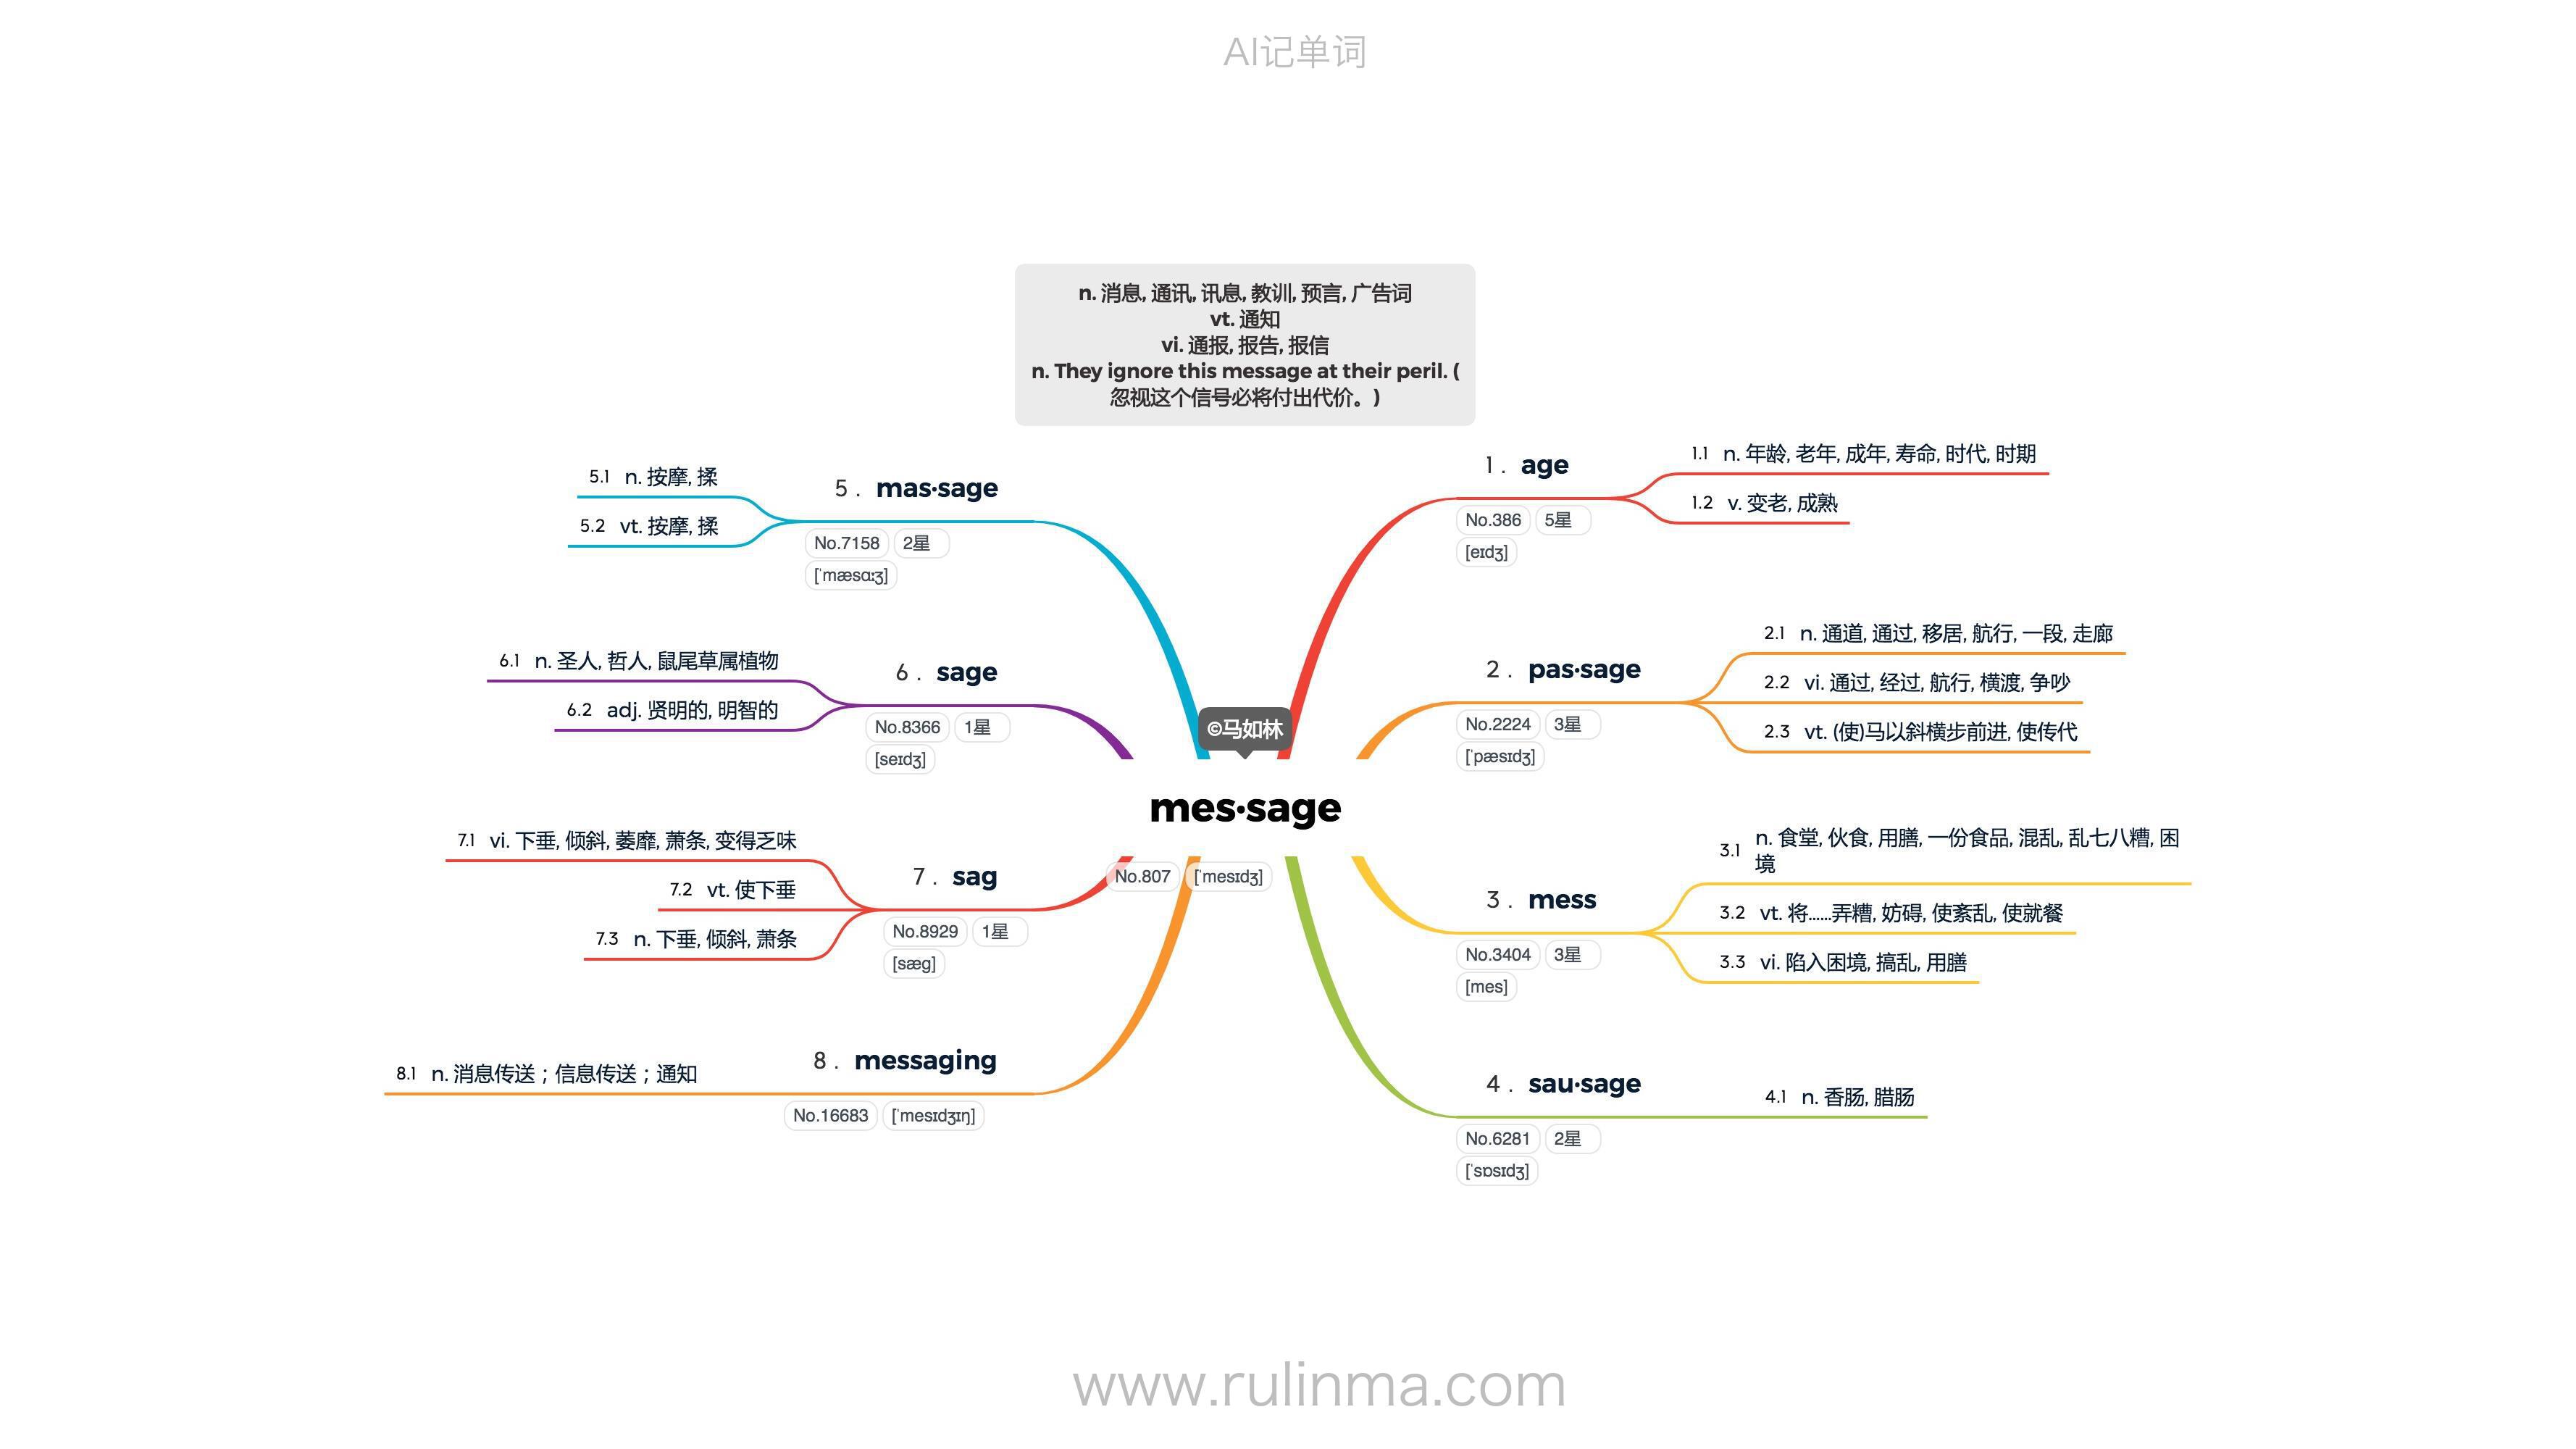 AI记单词
n. 消息, 通讯, 讯息, 教训, 预言, 广告词
vt. 通知
vi. 通报, 报告, 报信
n. They ignore this message at their peril. (
忽视这个信号必将付出代价。)
©马如林
mes·sage
No.807 [ˈmesɪdʒ]
1 . age
No.386 5星
[eɪdʒ]
1.1 n. 年龄, 老年, 成年, 寿命, 时代, 时期
1.2 v. 变老, 成熟
2 . pas·sage
No.2224 3星
[ˈpæsɪdʒ]
2.1 n. 通道, 通过, 移居, 航行, 一段, 走廊
2.2 vi. 通过, 经过, 航行, 横渡, 争吵
2.3 vt. (使)马以斜横步前进, 使传代
3 . mess
No.3404 3星
[mes]
3.1 n. 食堂, 伙食, 用膳, 一份食品, 混乱, 乱七八糟, 困
境
3.2 vt. 将......弄糟, 妨碍, 使紊乱, 使就餐
3.3 vi. 陷入困境, 搞乱, 用膳
4 . sau·sage
No.6281 2星
[ˈsɒsɪdʒ]
4.1 n. 香肠, 腊肠
5 . mas·sage
No.7158 2星
[ˈmæsɑːʒ]
5.1 n. 按摩, 揉
5.2 vt. 按摩, 揉
6 . sage
No.8366 1星
[seɪdʒ]
6.1 n. 圣人, 哲人, 鼠尾草属植物
6.2 adj. 贤明的, 明智的
7 . sag
No.8929 1星
[sæg]
7.1 vi. 下垂, 倾斜, 萎靡, 萧条, 变得乏味
7.2 vt. 使下垂
7.3 n. 下垂, 倾斜, 萧条
8 . messaging
No.16683 [ˈmesɪdʒɪŋ]
8.1 n. 消息传送；信息传送；通知
www.rulinma.com